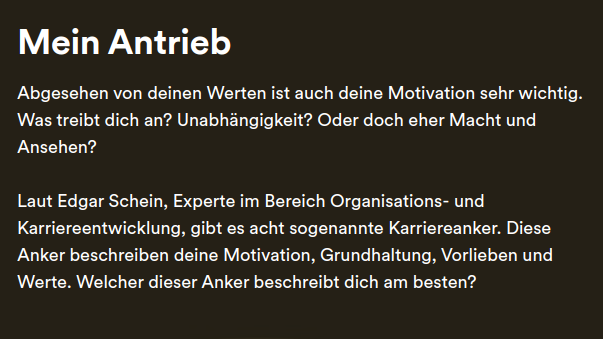 Mein Antrieb
Abgesehen von deinen Werten ist auch deine Motivation sehr wichtig.
Was treibt dich an? Unabhängigkeit? Oder doch eher Macht und
Ansehen?
Laut Edgar Schein, Experte im Bereich Organisations- und
Karriereentwicklung, gibt es acht sogenannte Karriereanker. Diese
Anker beschreiben deine Motivation, Grundhaltung, Vorlieben und
Werte. Welcher dieser Anker beschreibt dich am besten?